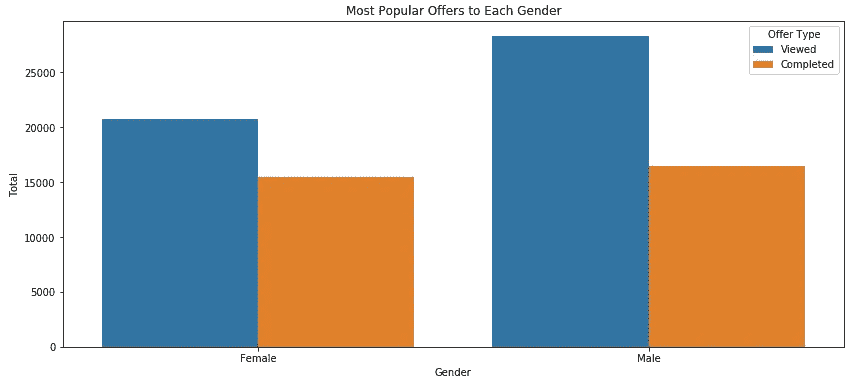 Most Popular Offers to Each Gender
Offer Type
Viewed
Completed
25000
20000
15000
10000
5000
0
Total
Female
Male
Gender